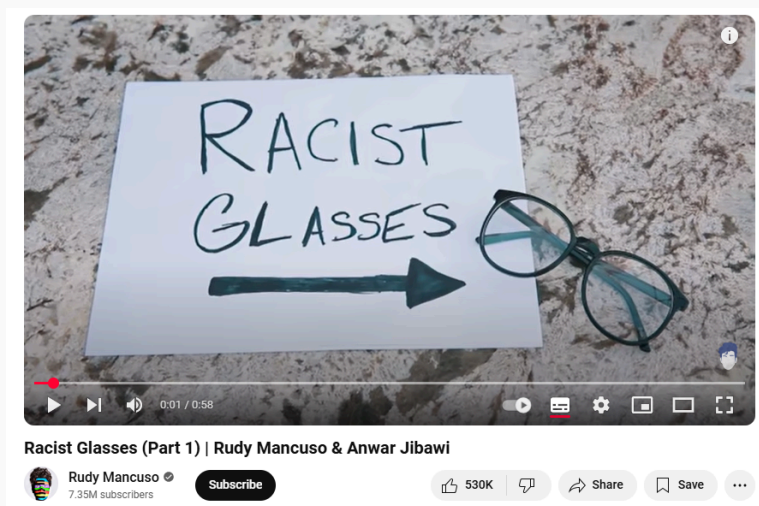 RACIST
GLASSES
0:01 / 0:58
Racist Glasses (Part 1) | Rudy Mancuso & Anwar Jibawi
Rudy Mancuso
7.35M subscribers
Subscribe
530K
Share
Save